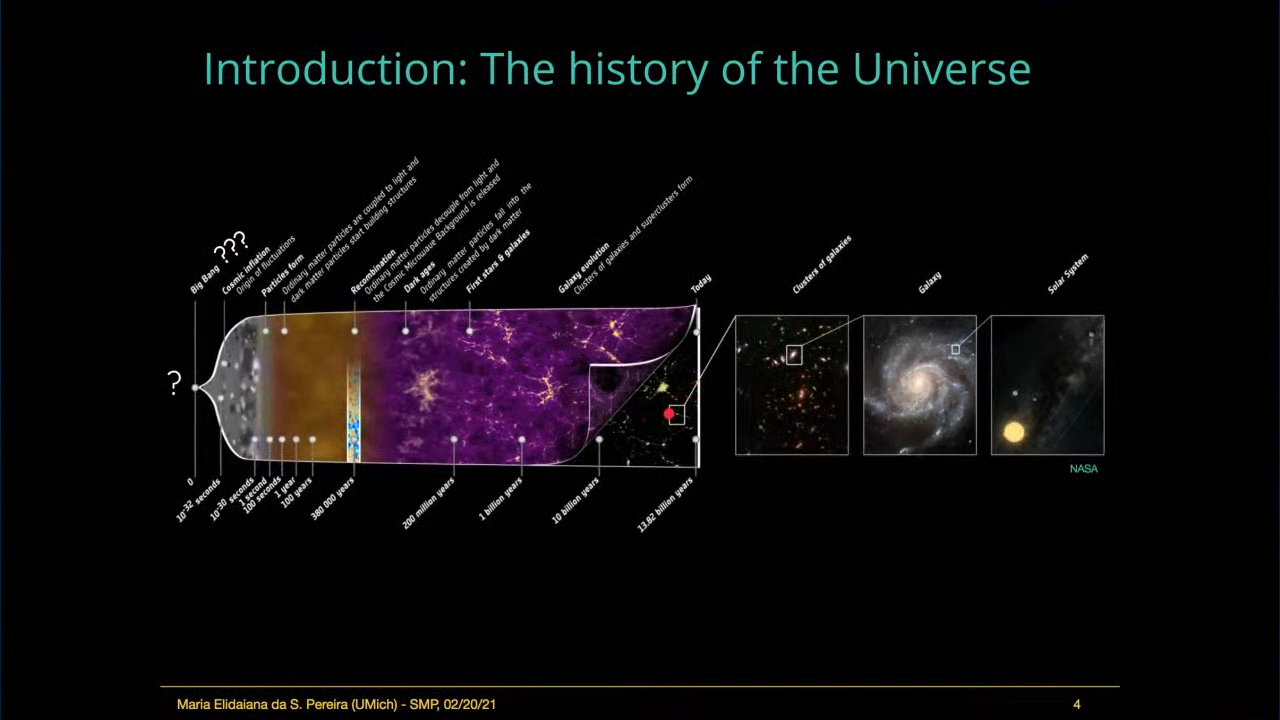 Introduction: The history of the Universe
?
Big Bang
???
Cosmic inflation
Origin of fluctuations
Particles form
Ordinary matter particles are coupled to light and
dark matter particles start building structures
Recombination
Ordinary matter particles decouple from light and
the Cosmic Microwave Background is released
Dark ages
Ordinary matter particles fall into the
structures created by dark matter
First stars & galaxies
Galaxy evolution
Clusters of galaxies and superclusters form
Today
Clusters of galaxies
Galaxy
Solar System
0
10⁻³² seconds
10⁻³⁰ seconds
1 second
100 seconds
1 year
100 years
380 000 years
200 million years
1 billion years
10 billion years
13.82 billion years
NASA
Maria Elidaiana da S. Pereira (UMich) - SMP, 02/20/21
4